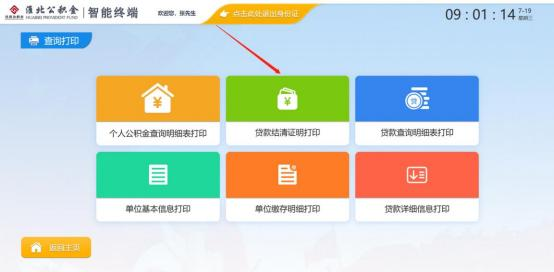 淮北公积金 智能终端
HUAIBEI PROVIDENT FUND
欢迎您，张先生
点击此处退出身份证
09 : 01 : 14
7-19
星期三
查询打印
个人公积金查询明细表打印
贷款结清证明打印
贷款查询明细表打印
单位基本信息打印
单位缴存明细打印
贷款详细信息打印
返回主页